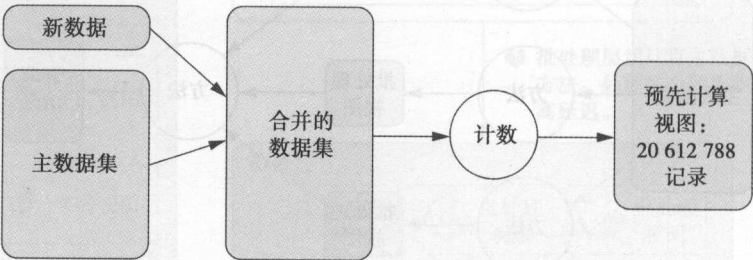 新数据
主数据集
合并的
数据集
计数
预先计算
视图：
20 612 788
记录